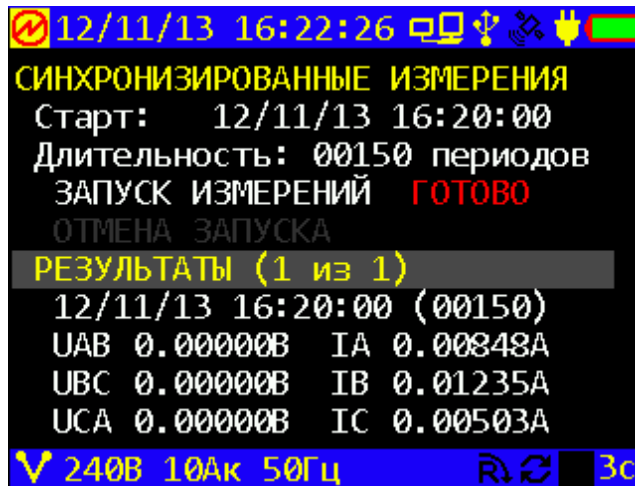 12/11/13 16:22:26
СИНХРОНИЗИРОВАННЫЕ ИЗМЕРЕНИЯ
Старт: 12/11/13 16:20:00
Длительность: 00150 периодов
ЗАПУСК ИЗМЕРЕНИЙ ГОТОВО
ОТМЕНА ЗАПУСКА
РЕЗУЛЬТАТЫ (1 из 1)
12/11/13 16:20:00 (00150)
UAB 0.00000В IA 0.00848А
UBC 0.00000В IB 0.01235А
UCA 0.00000В IC 0.00503А
240В 10Ак 50Гц R 3с